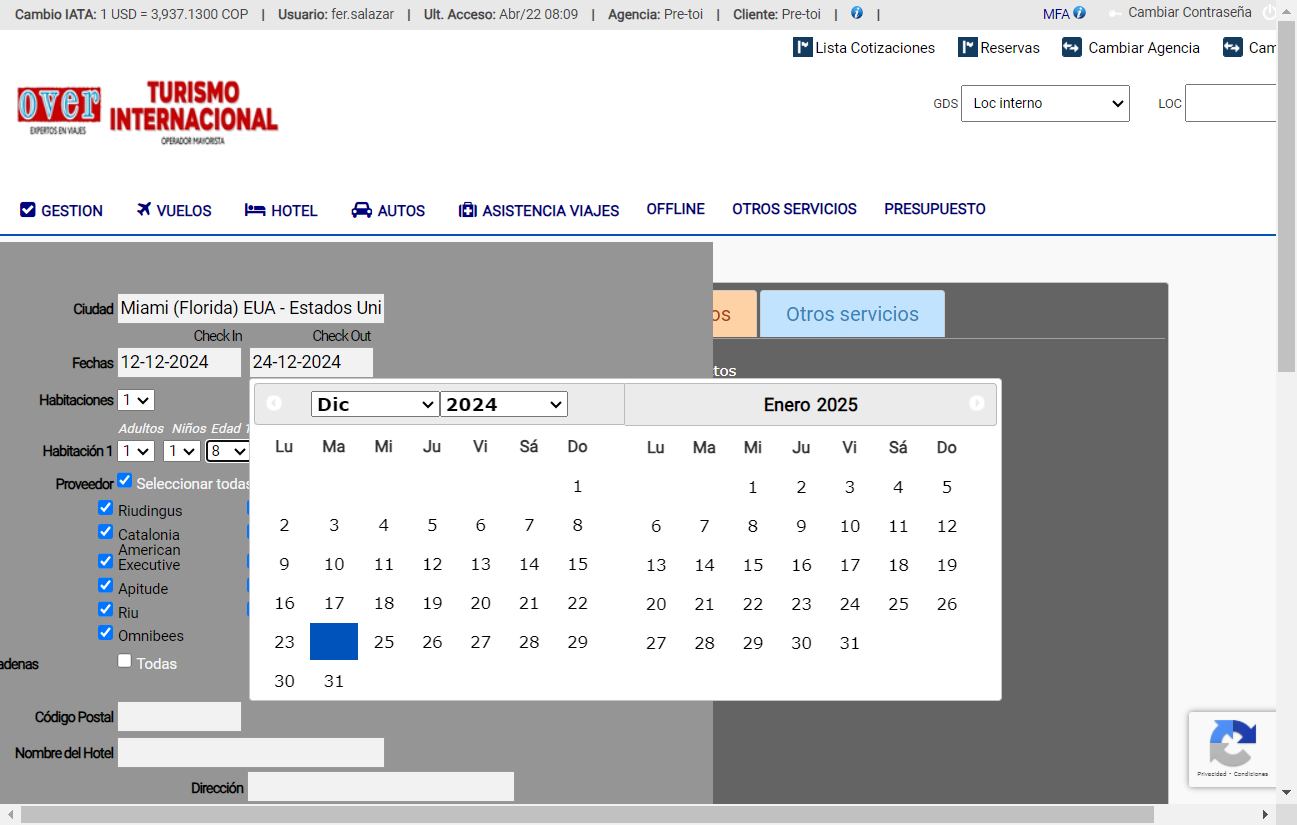 Cambio IATA: 1 USD = 3,937.1300 COP | Usuario: fer.salazar | Ult. Acceso: Abr/22 08:09 | Agencia: Pre-toi | Cliente: Pre-toi | |
MFA Cambiar Contraseña
Lista Cotizaciones Reservas Cambiar Agencia Cam
over
EXPERTOS EN VIAJES
TURISMO
INTERNACIONAL
OPERADOR MAYORISTA
GDS Loc interno LOC
GESTION VUELOS HOTEL AUTOS ASISTENCIA VIAJES OFFLINE OTROS SERVICIOS PRESUPUESTO
os Otros servicios
tos
Ciudad Miami (Florida) EUA - Estados Uni
Check In Check Out
Fechas 12-12-2024 24-12-2024
Habitaciones 1
Adultos Niños Edad 1
Habitación 1 1 1 8
Proveedor Seleccionar todas
Riudingus
Catalonia
American
Executive
Apitude
Riu
Omnibees
adenas Todas
Código Postal
Nombre del Hotel
Dirección
Dic 2024
Lu Ma Mi Ju Vi Sá Do
1
2 3 4 5 6 7 8
9 10 11 12 13 14 15
16 17 18 19 20 21 22
23 25 26 27 28 29
30 31
Enero 2025
Lu Ma Mi Ju Vi Sá Do
1 2 3 4 5
6 7 8 9 10 11 12
13 14 15 16 17 18 19
20 21 22 23 24 25 26
27 28 29 30 31
Privacidad - Condiciones